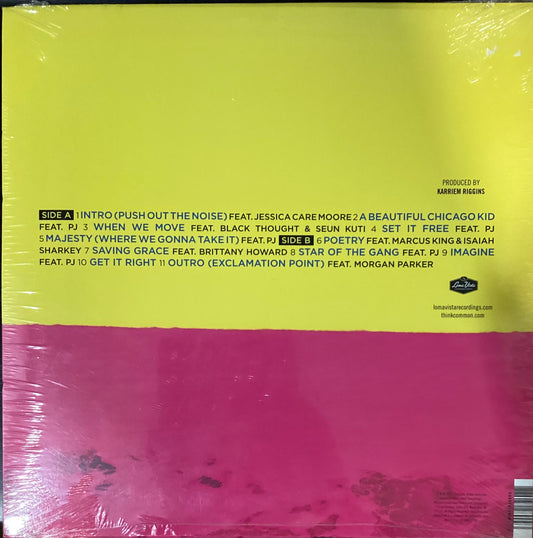 PRODUCED BY
KARRIEM RIGGINS
SIDE A 1 INTRO (PUSH OUT THE NOISE) FEAT. JESSICA CARE MOORE 2 A BEAUTIFUL CHICAGO KID
FEAT. PJ 3 WHEN WE MOVE FEAT. BLACK THOUGHT & SEUN KUTI 4 SET IT FREE FEAT. PJ
5 MAJESTY (WHERE WE GONNA TAKE IT) FEAT. PJ SIDE B 6 POETRY FEAT. MARCUS KING & ISAIAH
SHARKEY 7 SAVING GRACE FEAT. BRITTANY HOWARD 8 STAR OF THE GANG FEAT. PJ 9 IMAGINE
FEAT. PJ 10 GET IT RIGHT 11 OUTRO (EXCLAMATION POINT) FEAT. MORGAN PARKER
Loma Vista
lomavistarecordings.com
thinkcommon.com